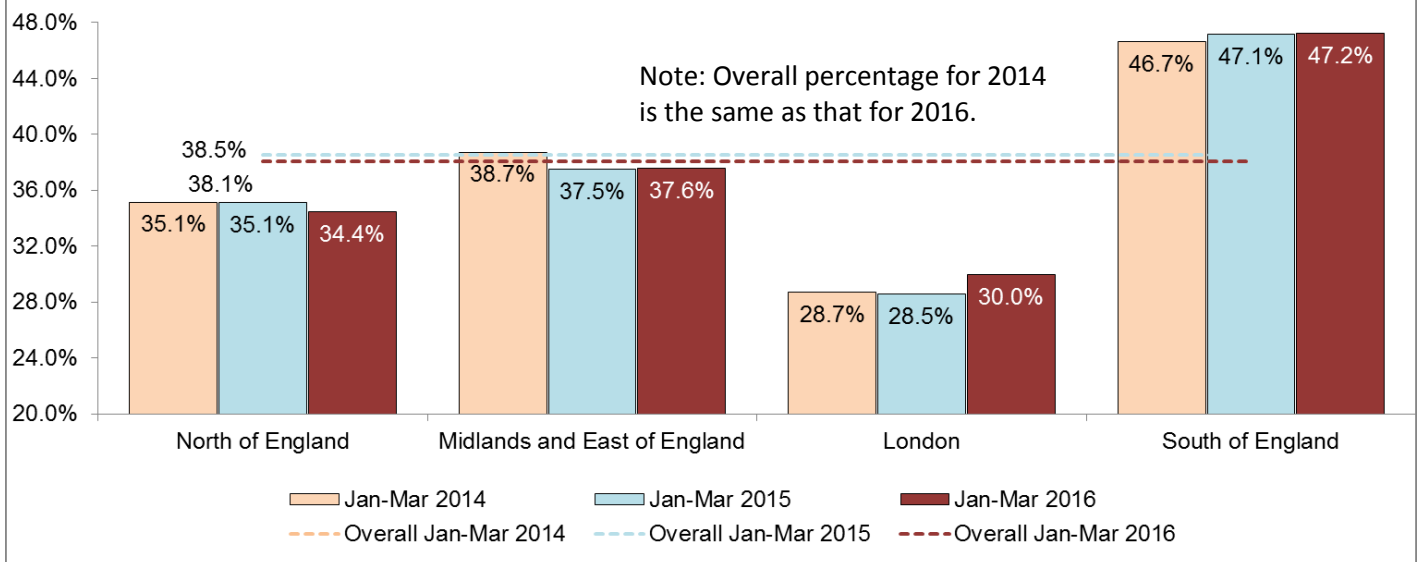 48.0%
44.0%
40.0%
36.0%
32.0%
28.0%
24.0%
20.0%
Note: Overall percentage for 2014
is the same as that for 2016.
38.5%
38.1%
35.1% 35.1% 34.4%
38.7% 37.5% 37.6%
28.7% 28.5% 30.0%
46.7% 47.1% 47.2%
North of England Midlands and East of England London South of England
Jan-Mar 2014 Jan-Mar 2015 Jan-Mar 2016
Overall Jan-Mar 2014 Overall Jan-Mar 2015 Overall Jan-Mar 2016